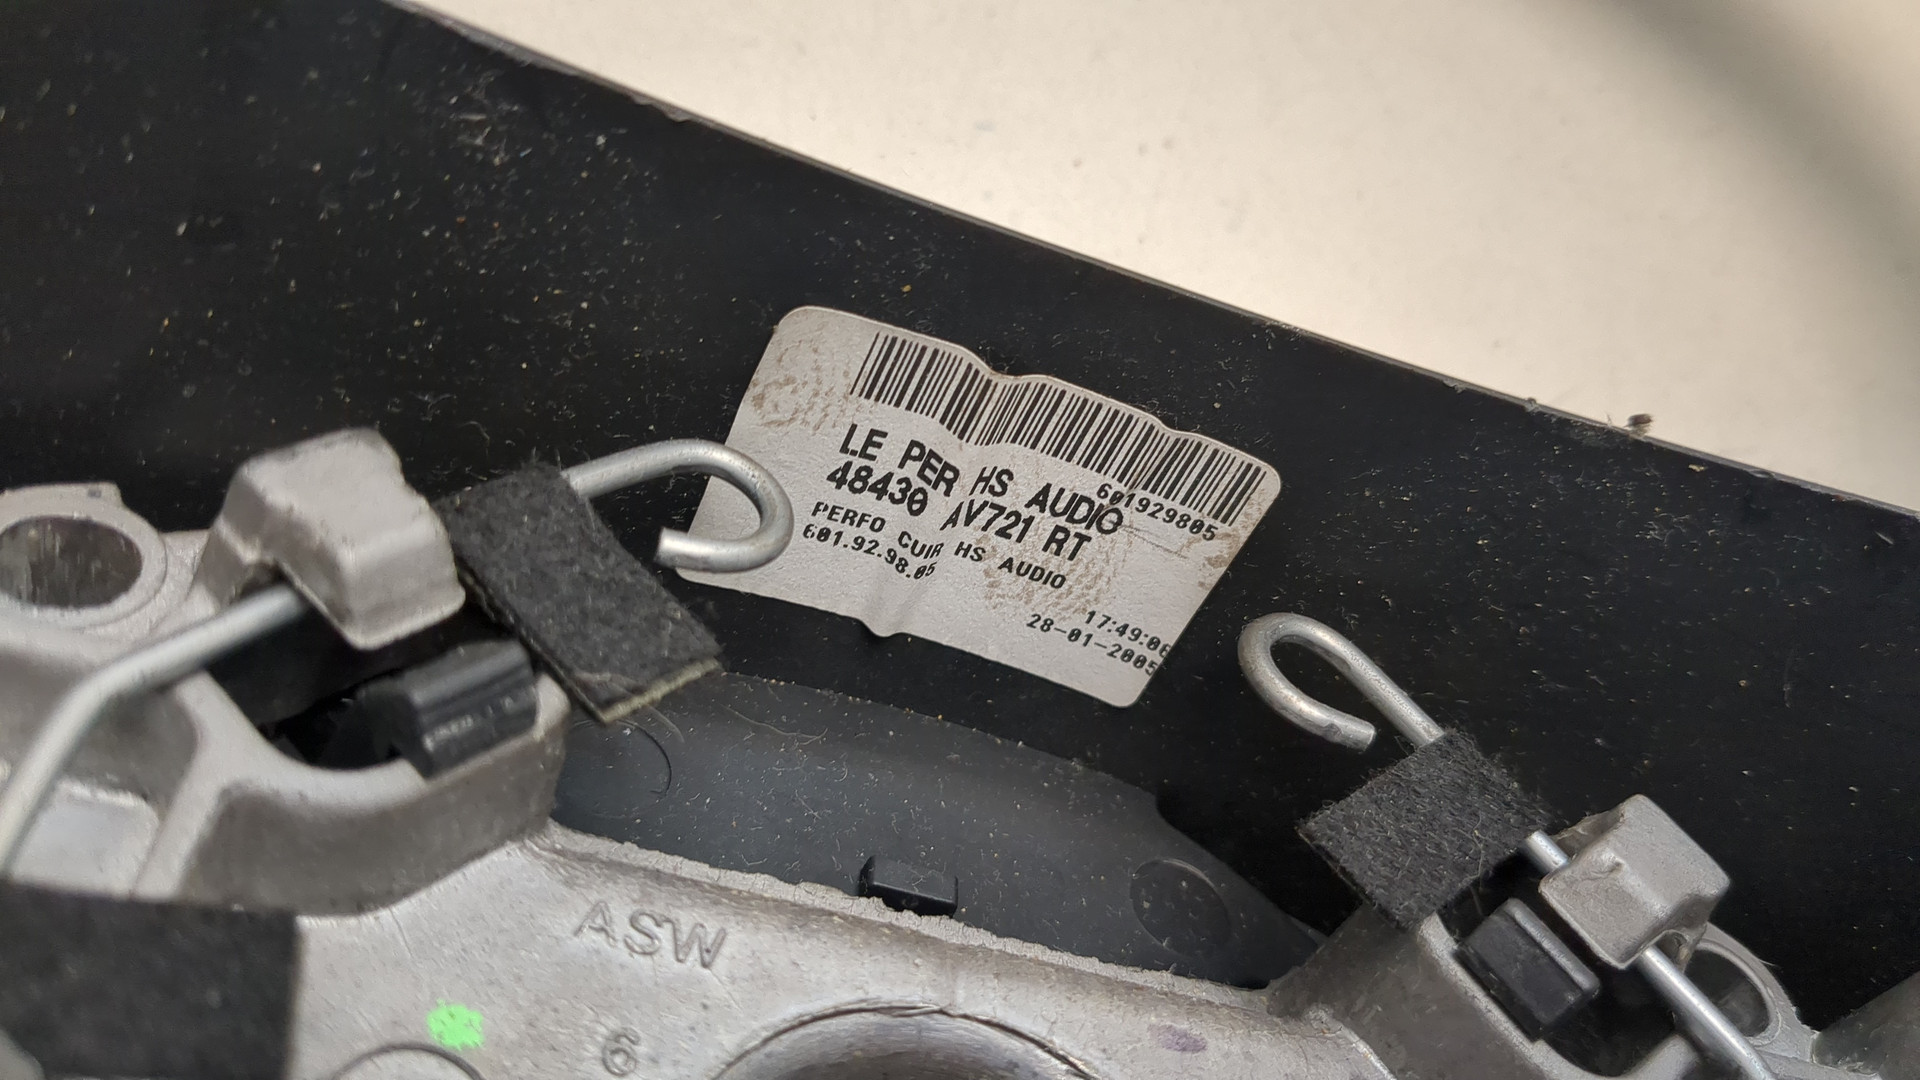 601929805
LE PER HS AUDIO
48430 AV721 RT
PERFO CUIR HS AUDIO
601.92.98.05
17:49:06
28-01-2005
ASW
6